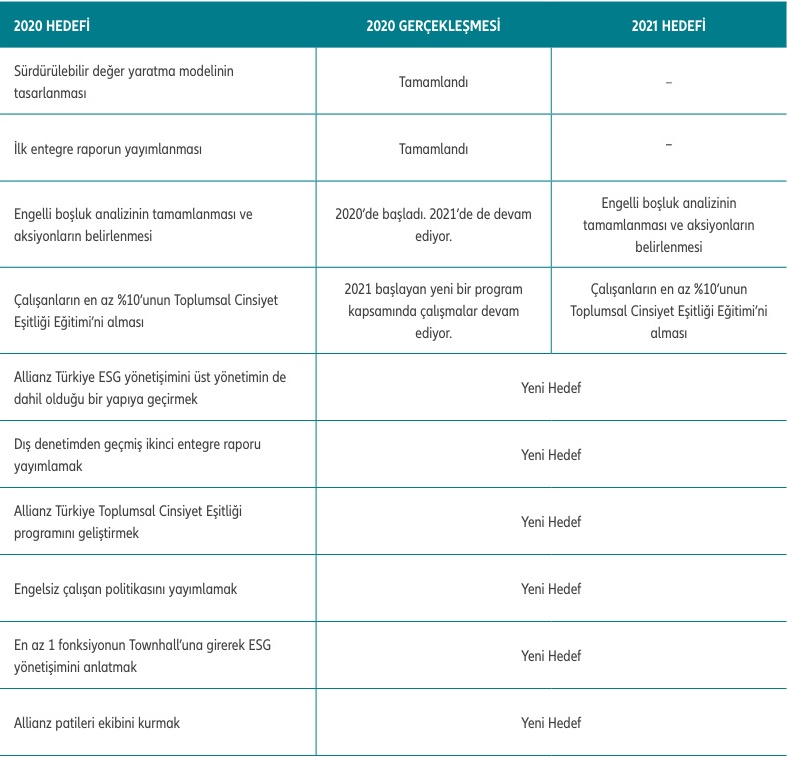 2020 HEDEFİ
2020 GERÇEKLEŞMESİ
2021 HEDEFİ
Sürdürülebilir değer yaratma modelinin
tasarlanması
Tamamlandı
–
İlk entegre raporun yayımlanması
Tamamlandı
–
Engelli boşluk analizinin tamamlanması ve
aksiyonların belirlenmesi
2020’de başladı. 2021’de de devam
ediyor.
Engelli boşluk analizinin
tamamlanması ve aksiyonların
belirlenmesi
Çalışanların en az %10’unun Toplumsal Cinsiyet
Eşitliği Eğitimi’ni alması
2021 başlayan yeni bir program
kapsamında çalışmalar devam
ediyor.
Çalışanların en az %10’unun
Toplumsal Cinsiyet Eşitliği Eğitimi’ni
alması
Allianz Türkiye ESG yönetişimini üst yönetimin de
dahil olduğu bir yapıya geçirmek
Yeni Hedef
Dış denetimden geçmiş ikinci entegre raporu
yayımlamak
Yeni Hedef
Allianz Türkiye Toplumsal Cinsiyet Eşitliği
programını geliştirmek
Yeni Hedef
Engelsiz çalışan politikasını yayımlamak
Yeni Hedef
En az 1 fonksiyonun Townhall’una girerek ESG
yönetişimini anlatmak
Yeni Hedef
Allianz patileri ekibini kurmak
Yeni Hedef